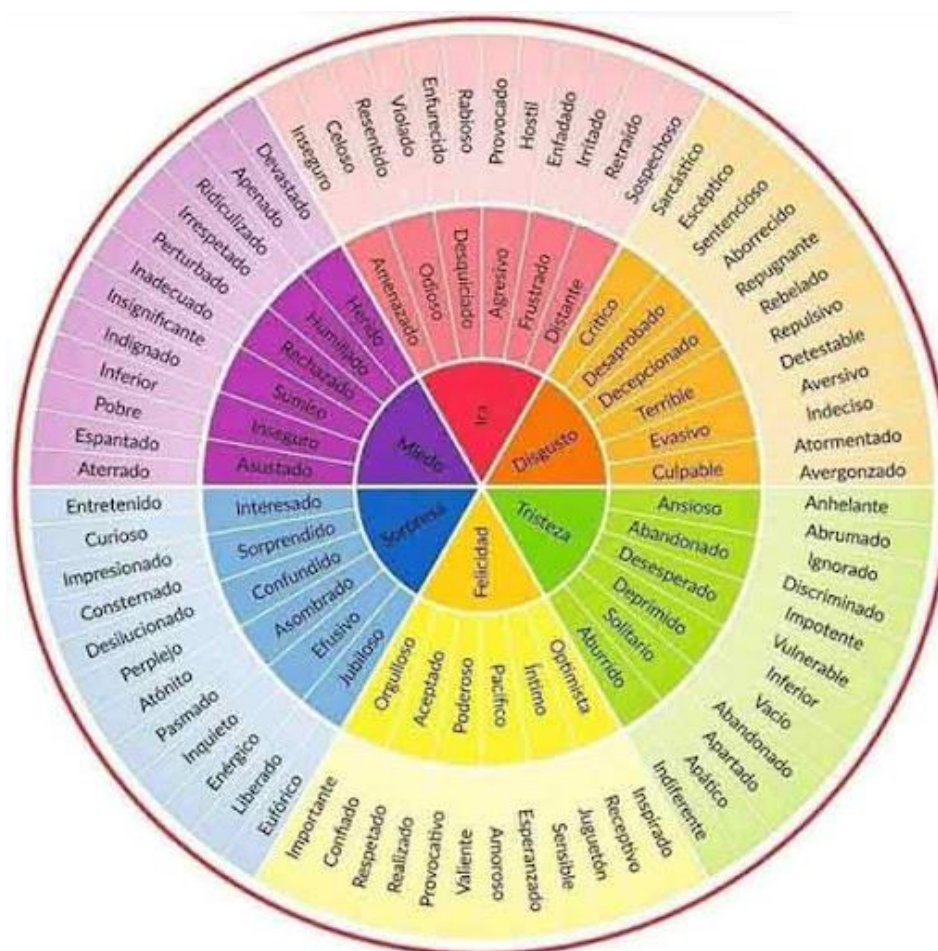 Ira
Disgusto
Tristeza
Felicidad
Sorpresa
Miedo
Amenazado
Odioso
Desquiciado
Agresivo
Frustrado
Distante
Crítico
Desaprobado
Decepcionado
Terrible
Evasivo
Culpable
Ansioso
Abandonado
Desesperado
Deprimido
Solitario
Aburrido
Optimista
Íntimo
Pacífico
Poderoso
Aceptado
Orgulloso
Jubiloso
Efusivo
Asombrado
Confundido
Sorprendido
Interesado
Asustado
Inseguro
Sumiso
Rechazado
Humillado
Herido
Inseguro
Celoso
Resentido
Violado
Enfurecido
Rabioso
Provocado
Hostil
Enfadado
Irritado
Retraído
Sospechoso
Sarcástico
Escéptico
Sentencioso
Aborrecido
Repugnante
Rebelado
Repulsivo
Detestable
Aversivo
Indeciso
Atormentado
Avergonzado
Anhelante
Abrumado
Ignorado
Discriminado
Impotente
Vulnerable
Inferior
Vacío
Abandonado
Apartado
Apático
Indiferente
Inspirado
Receptivo
Juguetón
Sensible
Esperanzado
Amoroso
Valiente
Provocativo
Realizado
Respetado
Confiado
Importante
Eufórico
Liberado
Enérgico
Inquieto
Pasmado
Atónito
Perplejo
Desilucionado
Consternado
Impresionado
Curioso
Entretenido
Aterrado
Espantado
Pobre
Inferior
Indignado
Insignificante
Inadecuado
Perturbado
Irrespetado
Ridiculizado
Apenado
Devastado